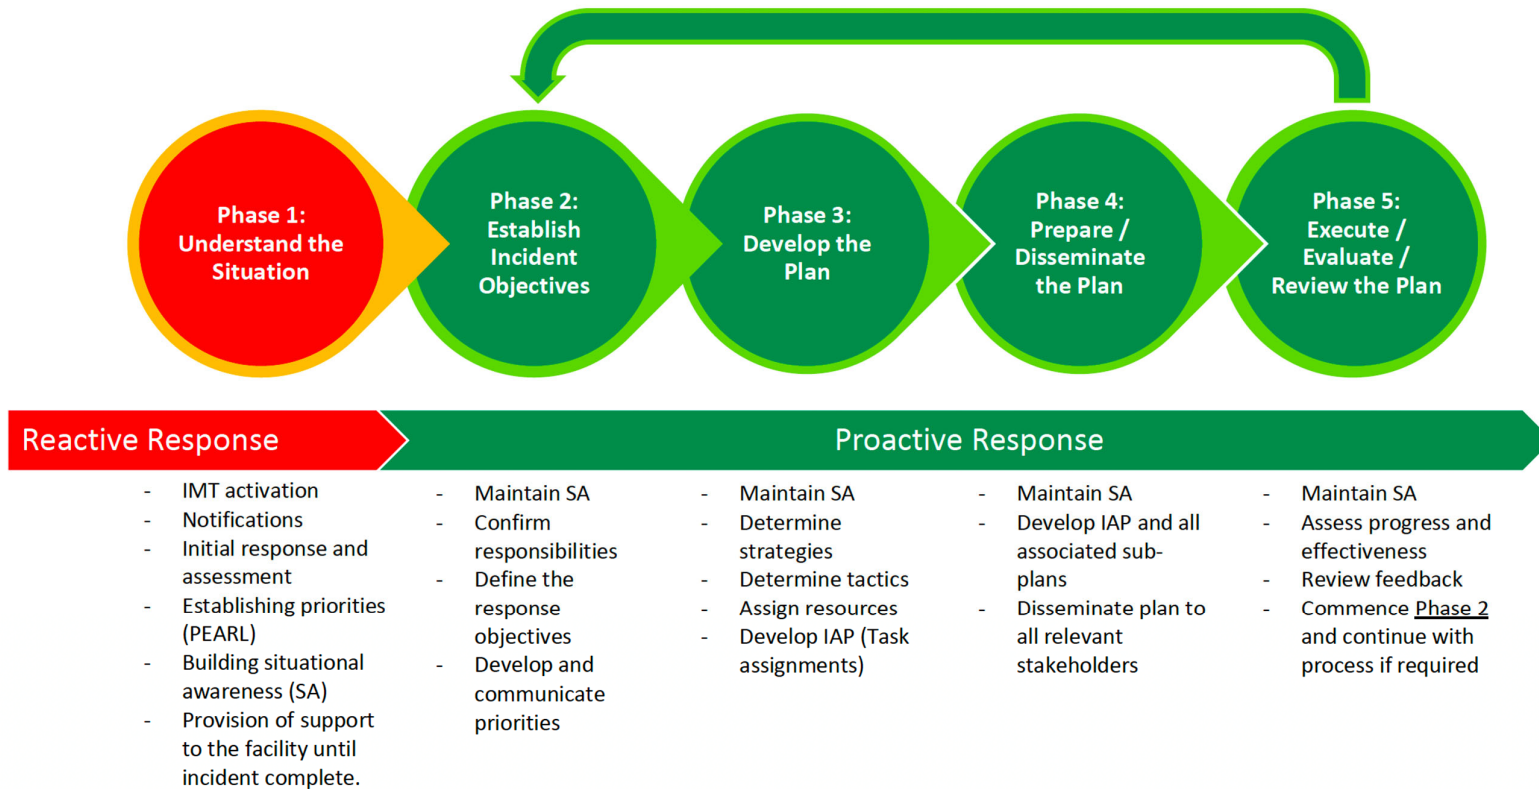 Phase 1:
Understand the
Situation
Phase 2:
Establish
Incident
Objectives
Phase 3:
Develop the
Plan
Phase 4:
Prepare /
Disseminate
the Plan
Phase 5:
Execute /
Evaluate /
Review the Plan
Reactive Response
Proactive Response
- IMT activation
- Notifications
- Initial response and
assessment
- Establishing priorities
(PEARL)
- Building situational
awareness (SA)
- Provision of support
to the facility until
incident complete.
- Maintain SA
- Confirm
responsibilities
- Define the
response
objectives
- Develop and
communicate
priorities
- Maintain SA
- Determine
strategies
- Determine tactics
- Assign resources
- Develop IAP (Task
assignments)
- Maintain SA
- Develop IAP and all
associated sub-
plans
- Disseminate plan to
all relevant
stakeholders
- Maintain SA
- Assess progress and
effectiveness
- Review feedback
- Commence Phase 2
and continue with
process if required